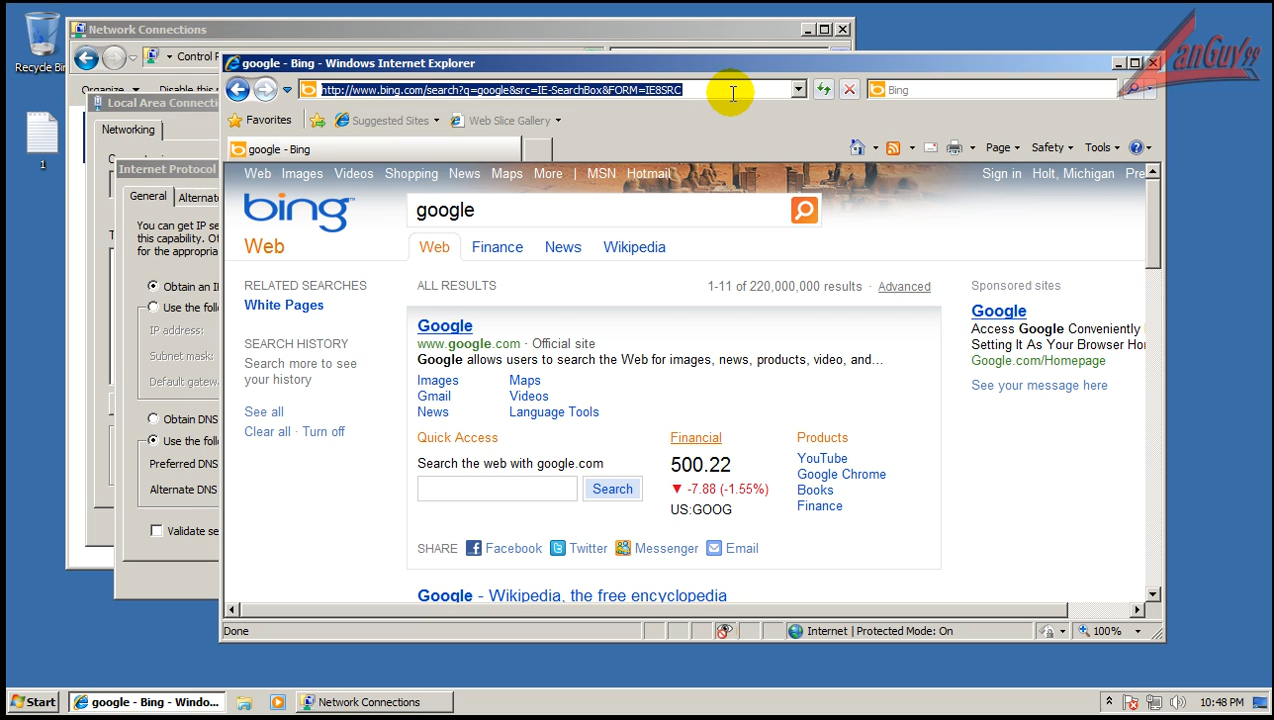 Recycle Bin
1
Network Connections
Control P
Organize
Local Area Connecti
Networking
Internet Protocol
General
Alternate
You can get IP se
this capability. Ot
for the appropriat
Obtain an IP
Use the follo
IP address:
Subnet mask:
Default gatew
Obtain DNS
Use the follo
Preferred DNS
Alternate DNS
Validate se
google - Bing - Windows Internet Explorer
http://www.bing.com/search?q=google&src=IE-SearchBox&FORM=IE8SRC
Bing
Favorites
Suggested Sites
Web Slice Gallery
google - Bing
Page
Safety
Tools
Web Images Videos Shopping News Maps More | MSN Hotmail
Sign in Holt, Michigan Pre
bing™
google
Web
Web Finance News Wikipedia
RELATED SEARCHES
White Pages
SEARCH HISTORY
Search more to see
your history
See all
Clear all · Turn off
ALL RESULTS
1-11 of 220,000,000 results · Advanced
Google
www.google.com · Official site
Google allows users to search the Web for images, news, products, video, and...
Images Maps
Gmail Videos
News Language Tools
Quick Access
Search the web with google.com
Search
Financial
500.22
▼ -7.88 (-1.55%)
US:GOOG
Products
YouTube
Google Chrome
Books
Finance
SHARE Facebook Twitter Messenger Email
Google - Wikipedia, the free encyclopedia
Sponsored sites
Google
Access Google Conveniently
Setting It As Your Browser Hor
Google.com/Homepage
See your message here
Done
Internet | Protected Mode: On
100%
Start
google - Bing - Windo...
Network Connections
10:48 PM